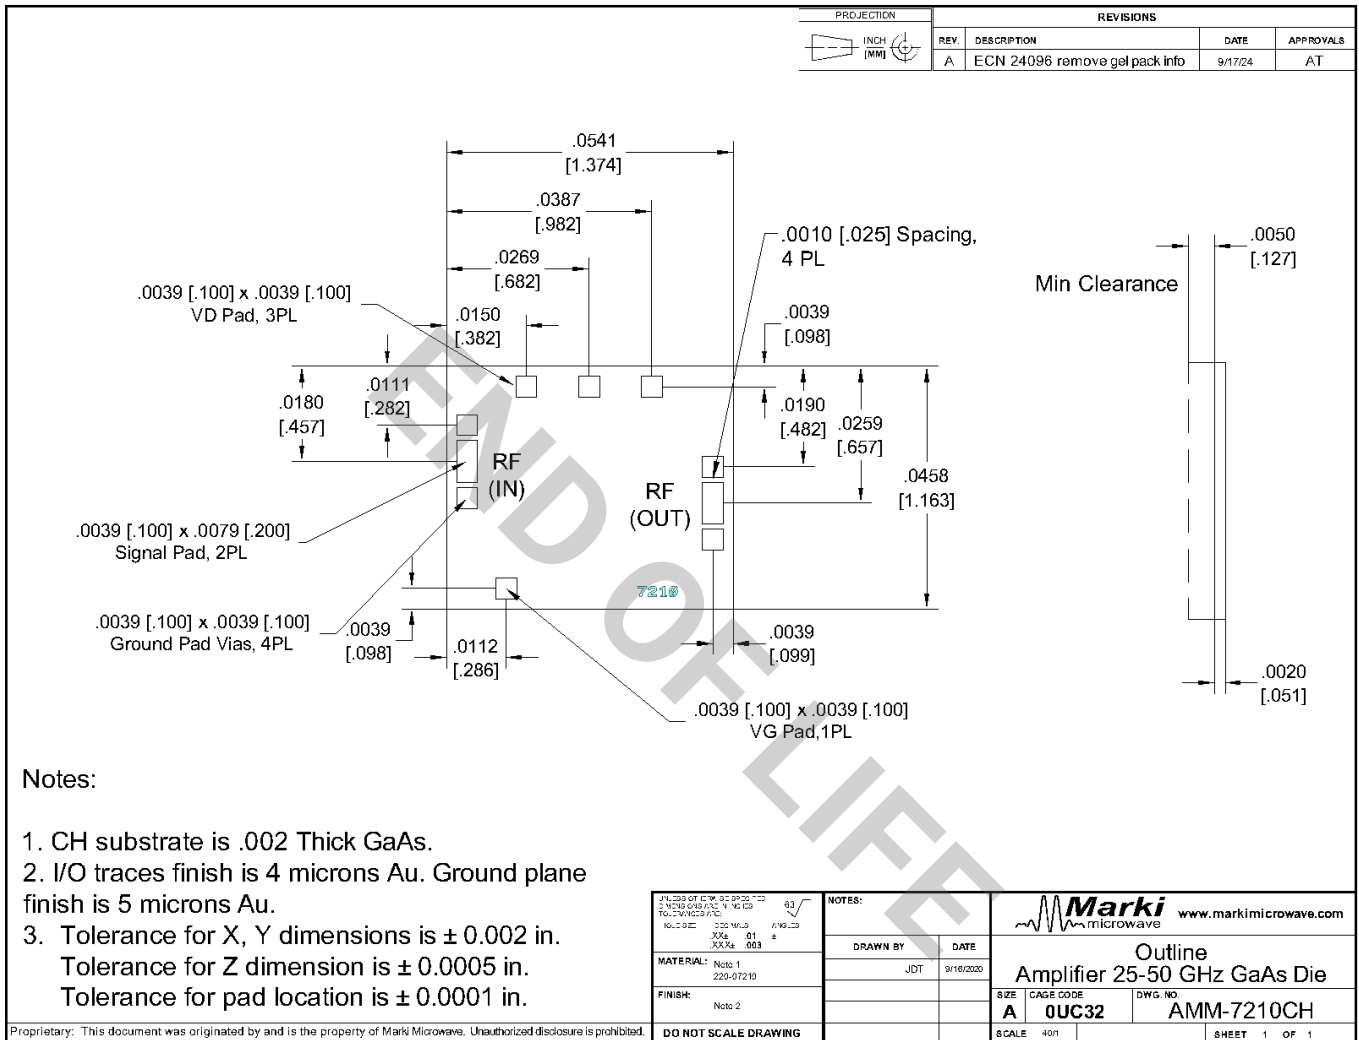 PROJECTION
INCH
[MM]
REVISIONS
REV.
DESCRIPTION
DATE
APPROVALS
A
ECN 24096 remove gel pack info
9/17/24
AT
.0541
[1.374]
.0387
[.982]
.0269
[.682]
.0150
[.382]
.0010 [.025] Spacing,
4 PL
.0050
[.127]
Min Clearance
.0039 [.100] x .0039 [.100]
VD Pad, 3PL
.0039
[.098]
.0111
[.282]
.0180
[.457]
.0190
[.482]
.0259
[.657]
.0458
[1.163]
RF
(IN)
RF
(OUT)
.0039 [.100] x .0079 [.200]
Signal Pad, 2PL
.0039 [.100] x .0039 [.100]
Ground Pad Vias, 4PL
.0039
[.098]
.0112
[.286]
.0039
[.099]
.0020
[.051]
.0039 [.100] x .0039 [.100]
VG Pad,1PL
END OF LIFE
Notes:
1. CH substrate is .002 Thick GaAs.
2. I/O traces finish is 4 microns Au. Ground plane
finish is 5 microns Au.
3. Tolerance for X, Y dimensions is ± 0.002 in.
Tolerance for Z dimension is ± 0.0005 in.
Tolerance for pad location is ± 0.0001 in.
Proprietary: This document was originated by and is the property of Marki Microwave. Unauthorized disclosure is prohibited.
63
.XX± .01 ±
.XXX± .003
MATERIAL: Note 1
FINISH:
Note 2
DO NOT SCALE DRAWING
NOTES:
DRAWN BY
DATE
JDT
9/16/2020
Marki
microwave
www.markimicrowave.com
Outline
Amplifier 25-50 GHz GaAs Die
SIZE
A
CAGE CODE
0UC32
DWG. NO.
AMM-7210CH
SCALE 40/1
SHEET 1 OF 1